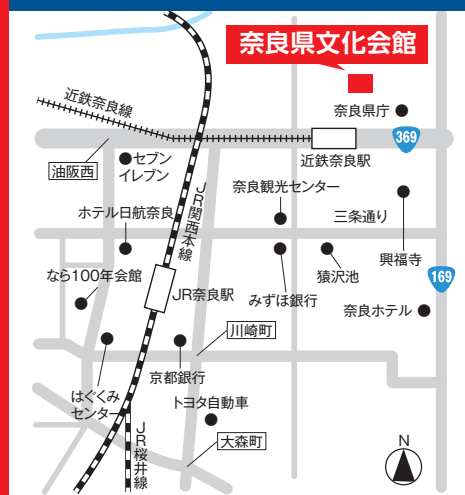 奈良県文化会館
近鉄奈良線
奈良県庁
369
近鉄奈良駅
油阪西
セブン
イレブン
JR関西本線
奈良観光センター
ホテル日航奈良
三条通り
興福寺
なら100年会館
JR奈良駅
みずほ銀行
猿沢池
169
奈良ホテル
川崎町
京都銀行
はぐくみ
センター
トヨタ自動車
JR桜井線
大森町
N